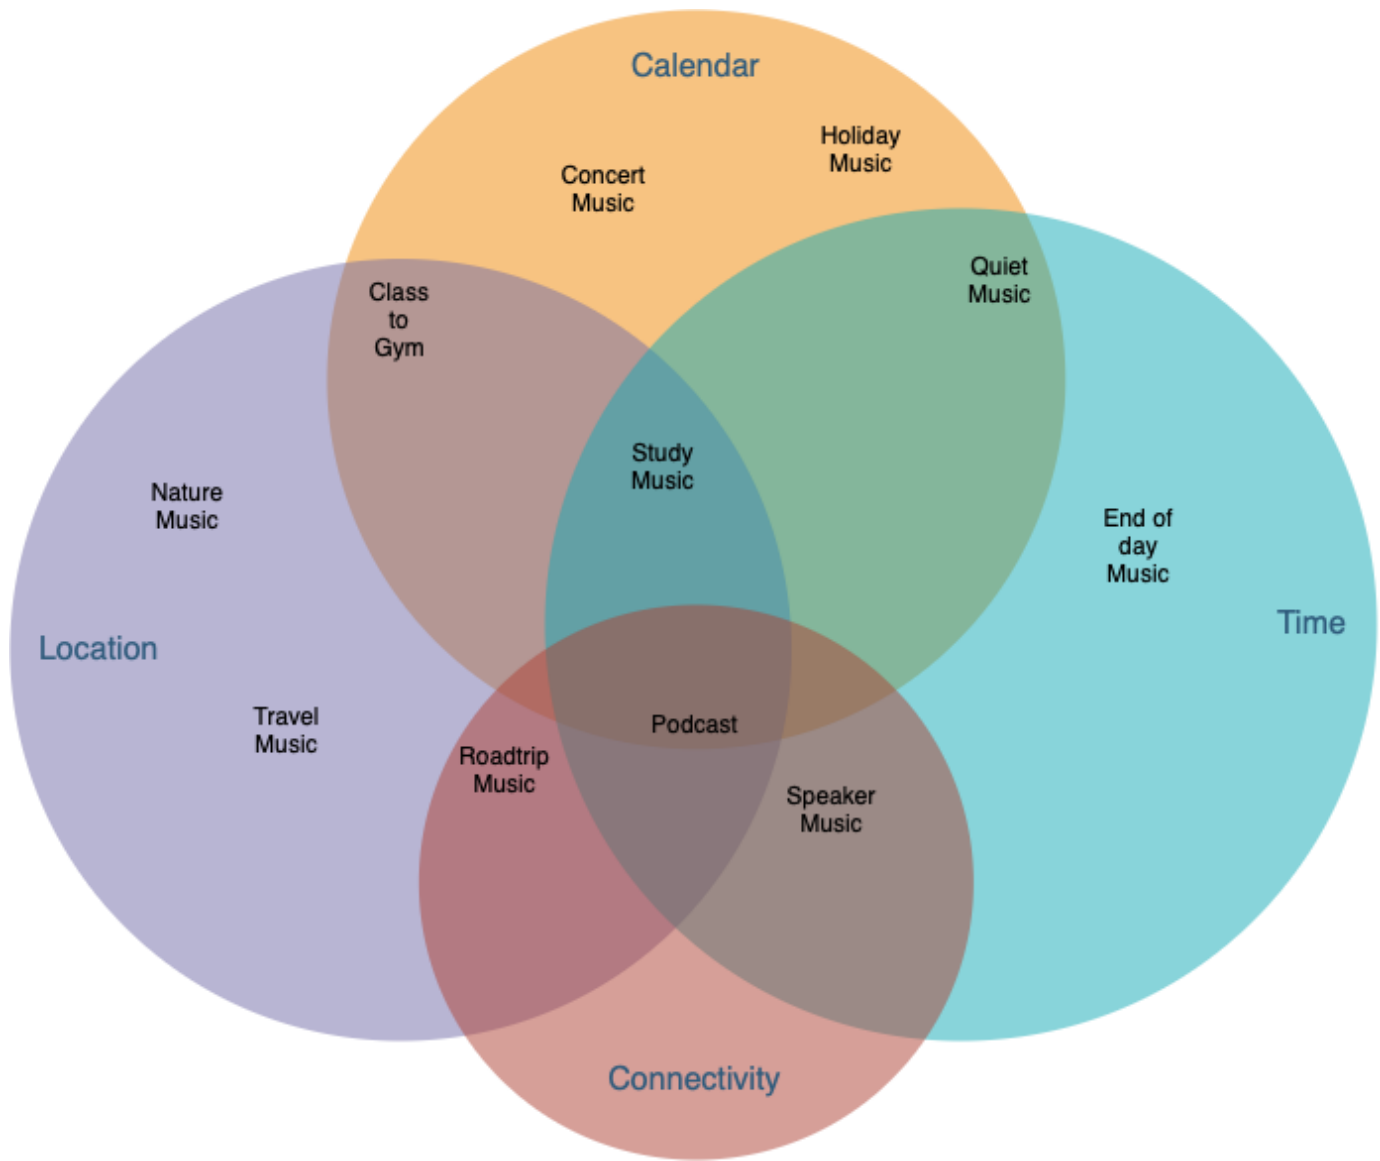 Calendar
Holiday
Music
Concert
Music
Quiet
Music
Class
to
Gym
Study
Music
Nature
Music
End of
day
Music
Time
Location
Travel
Music
Podcast
Roadtrip
Music
Speaker
Music
Connectivity